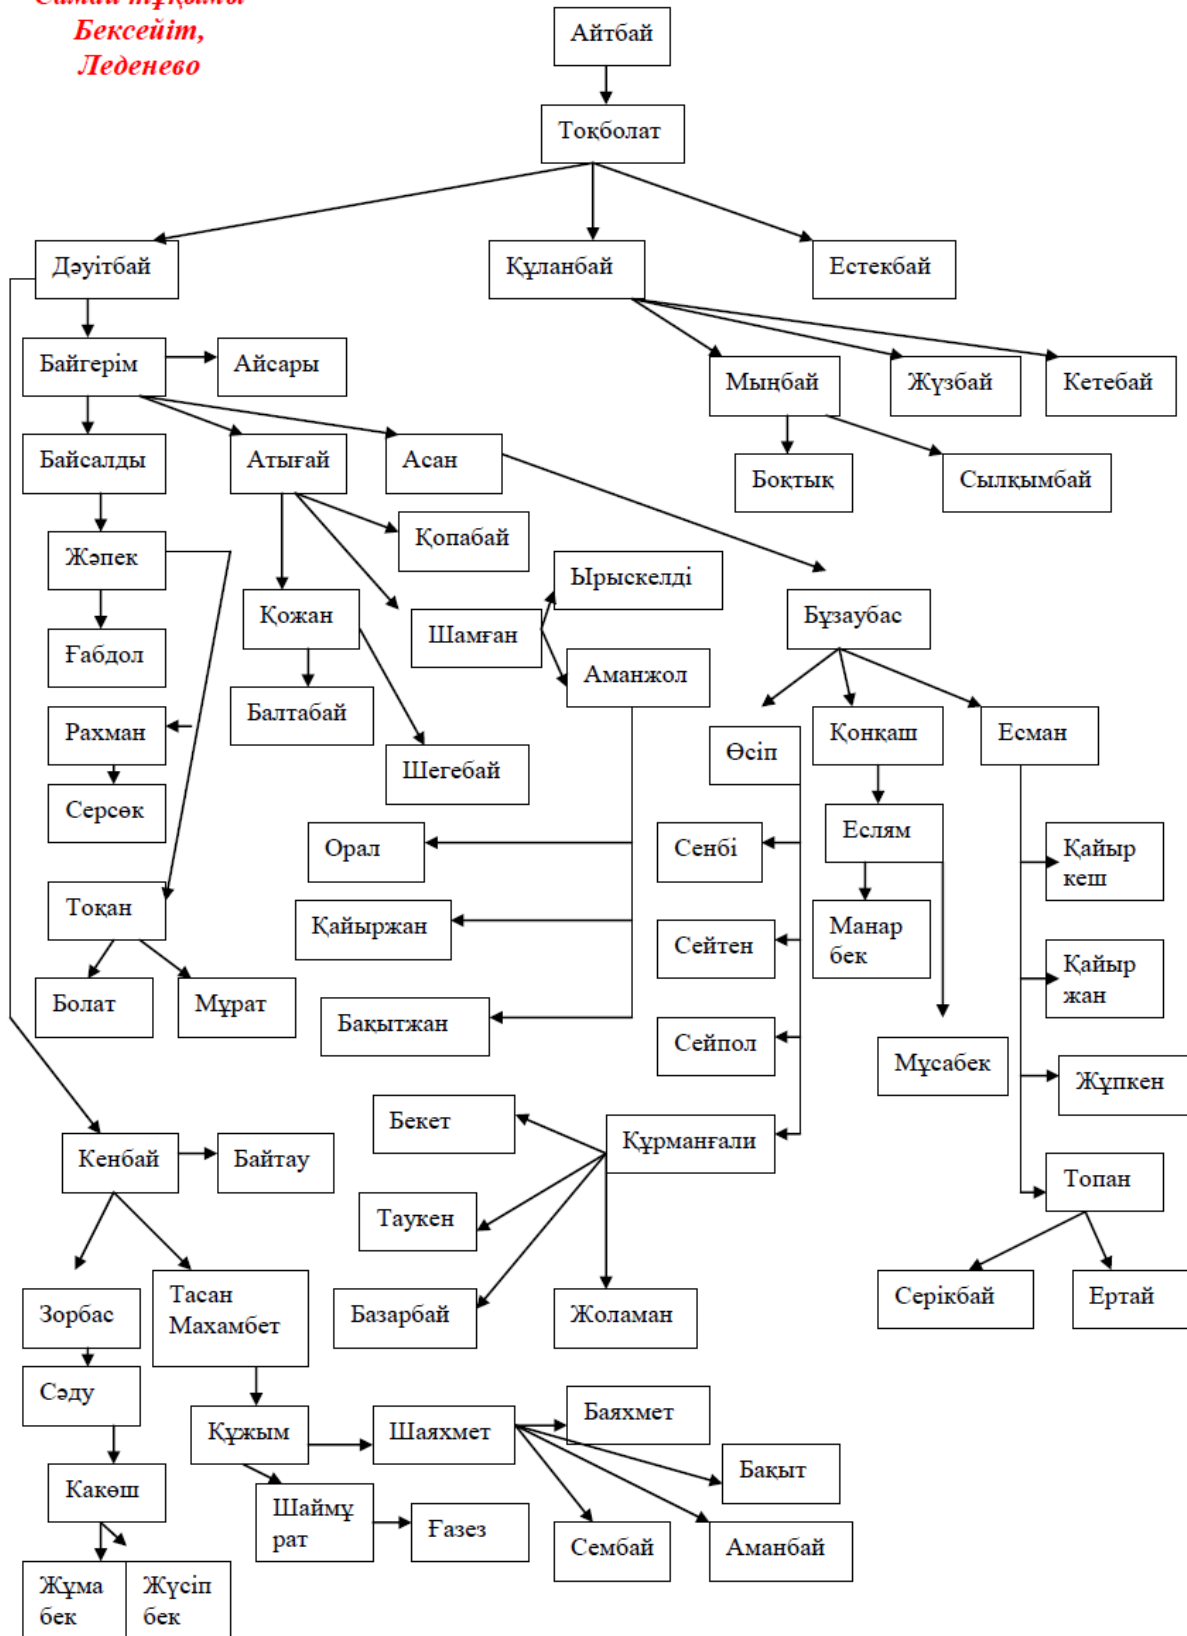 Самай тұқымы
Бексейіт,
Леденево
Айтбай
Тоқболат
Дәуітбай
Құланбай
Естекбай
Байгерім
Айсары
Мыңбай
Жүзбай
Кетебай
Байсалды
Атығай
Асан
Боқтық
Сылқымбай
Жәпек
Қопабай
Ырыскелді
Қожан
Шамған
Бұзаубас
Ғабдол
Аманжол
Балтабай
Рахман
Шегебай
Өсіп
Қонқаш
Есман
Серсөк
Орал
Сенбі
Еслям
Қайыр
кеш
Тоқан
Қайыржан
Сейтен
Манар
бек
Қайыр
жан
Болат
Мұрат
Бақытжан
Сейпол
Мұсабек
Жұпкен
Бекет
Құрманғали
Кенбай
Байтау
Таукен
Топан
Зорбас
Тасан
Махамбет
Базарбай
Жоламан
Серікбай
Ертай
Сәду
Құжым
Шаяхмет
Баяхмет
Бақыт
Какөш
Шаймұ
рат
Ғазез
Сембай
Аманбай
Жұма
бек
Жүсіп
бек